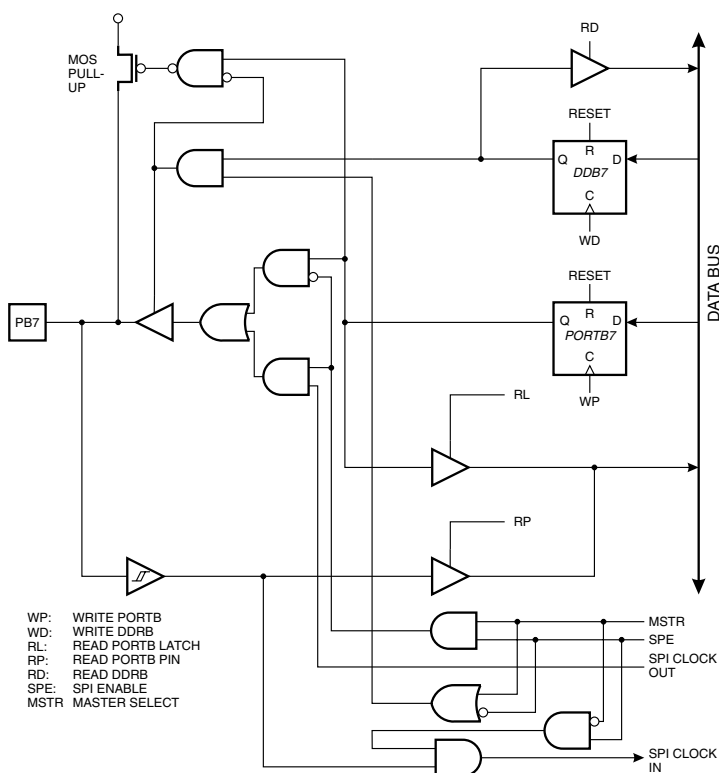 RD
MOS
PULL-
UP
RESET
R
Q
D
DDB7
C
WD
RESET
R
Q
D
PORTB7
C
WP
DATA BUS
PB7
RL
RP
WP: WRITE PORTB
WD: WRITE DDRB
RL: READ PORTB LATCH
RP: READ PORTB PIN
RD: READ DDRB
SPE: SPI ENABLE
MSTR MASTER SELECT
MSTR
SPE
SPI CLOCK
OUT
SPI CLOCK
IN